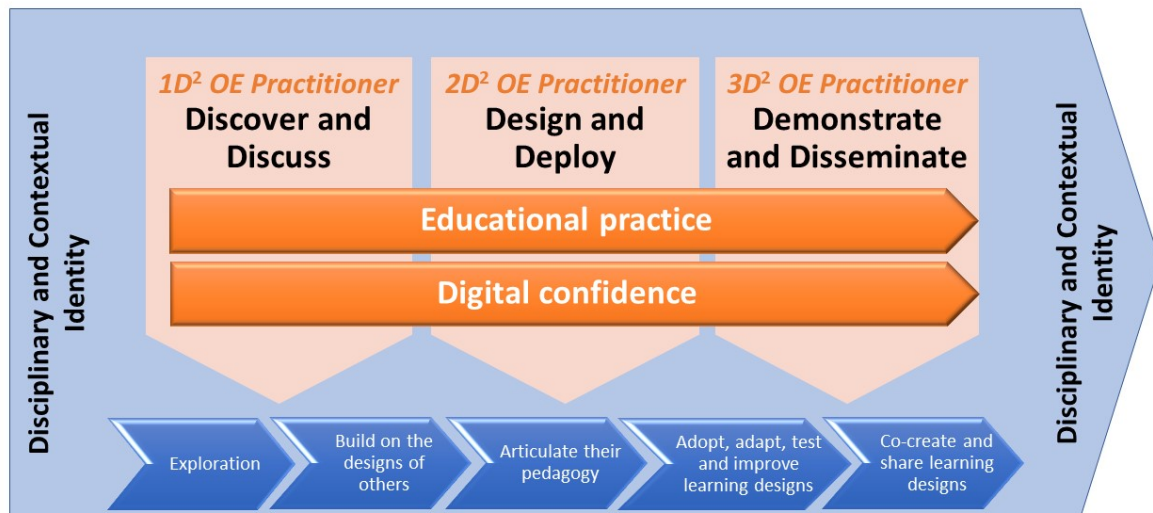 Disciplinary and Contextual
Identity
1D² OE Practitioner
Discover and
Discuss
2D² OE Practitioner
Design and
Deploy
3D² OE Practitioner
Demonstrate
and Disseminate
Educational practice
Digital confidence
Exploration
Build on the
designs of
others
Articulate their
pedagogy
Adopt, adapt, test
and improve
learning designs
Co-create and
share learning
designs
Disciplinary and Contextual
Identity